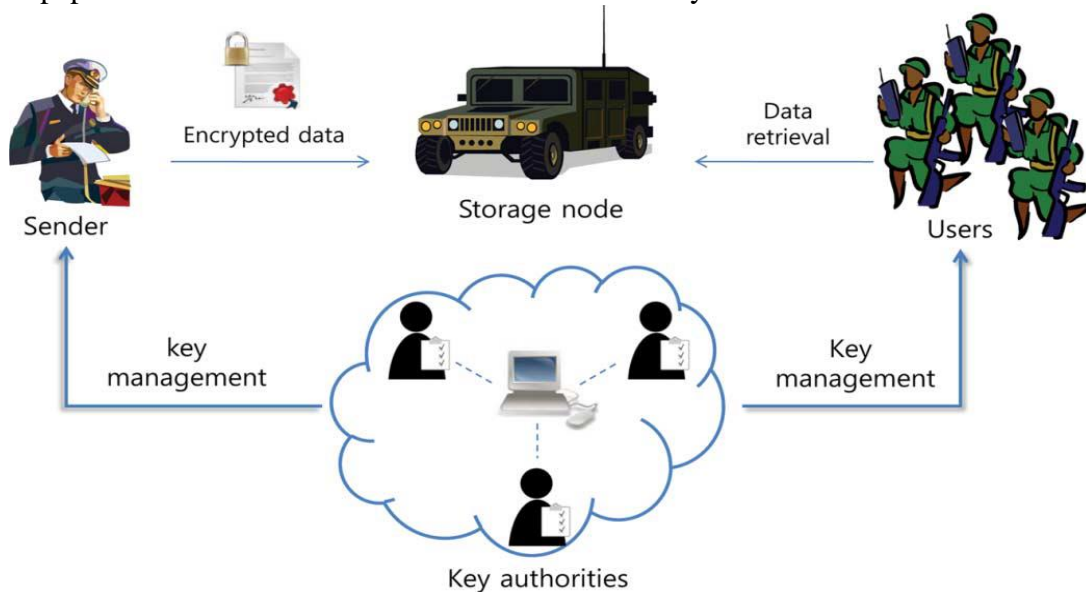 Encrypted data
Data
retrieval
Storage node
Sender
Users
key
management
Key
management
Key authorities